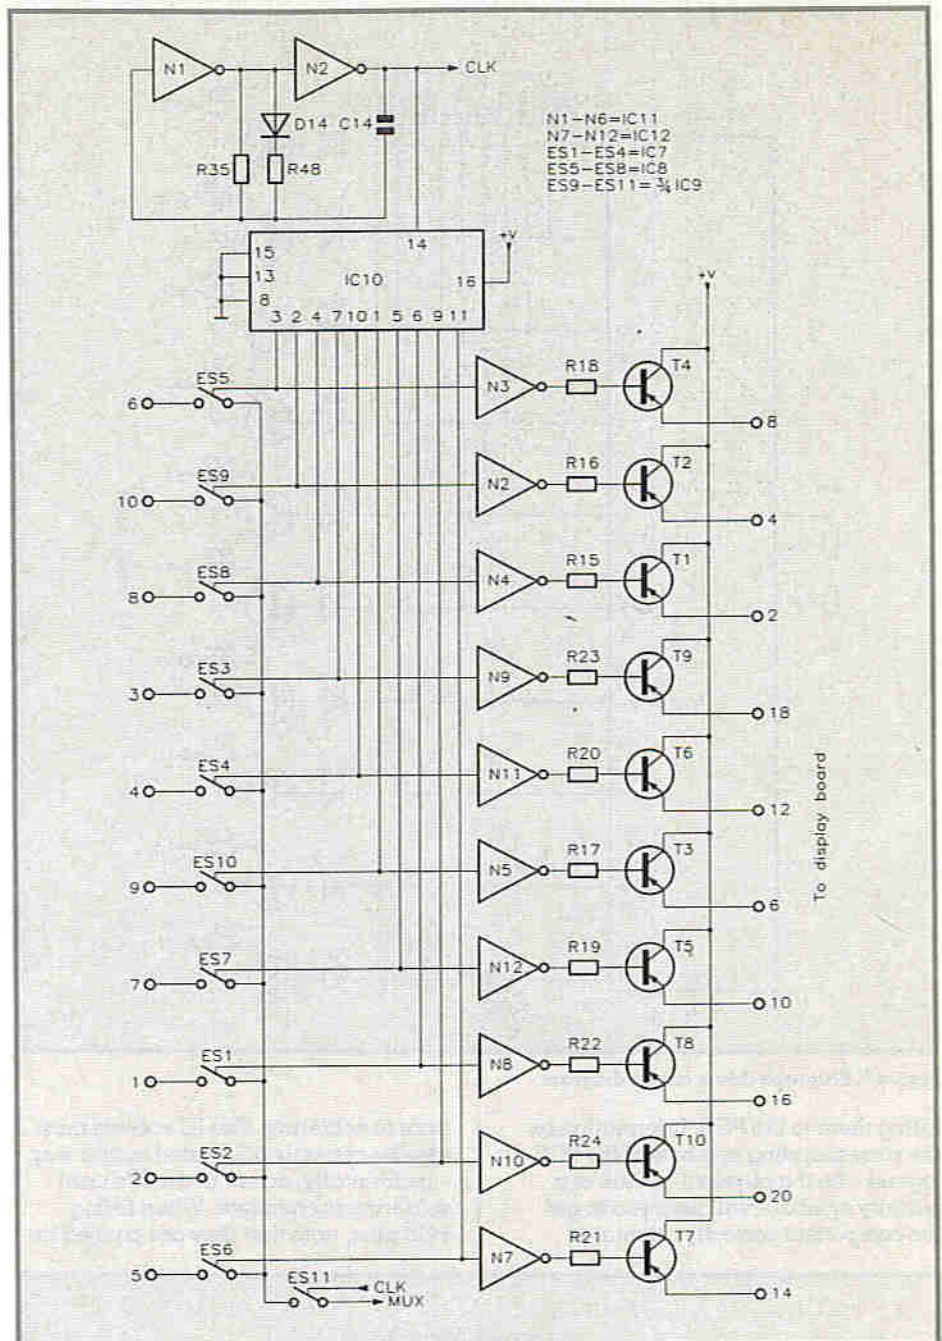 N1 N2 CLK
D14 C14
R35 R48
N1-N6=IC11
N7-N12=IC12
ES1-ES4=IC7
ES5-ES8=IC8
ES9-ES11=¾ IC9
14 +V
15
13 IC10 16
8
3 2 4 7 10 1 5 6 9 11
+V
ES5 N3 R18 T4
6 8
ES9 N2 R16 T2
10 4
ES8 N4 R15 T1
8 2
ES3 N9 R23 T9
3 18
ES4 N11 R20 T6
4 12
To display board
ES10 N5 R17 T3
9 6
ES7 N12 R19 T5
7 10
ES1 N8 R22 T8
1 16
ES2 N10 R24 T10
2 20
ES6 N7 R21 T7
5 14
ES11 CLK
MUX